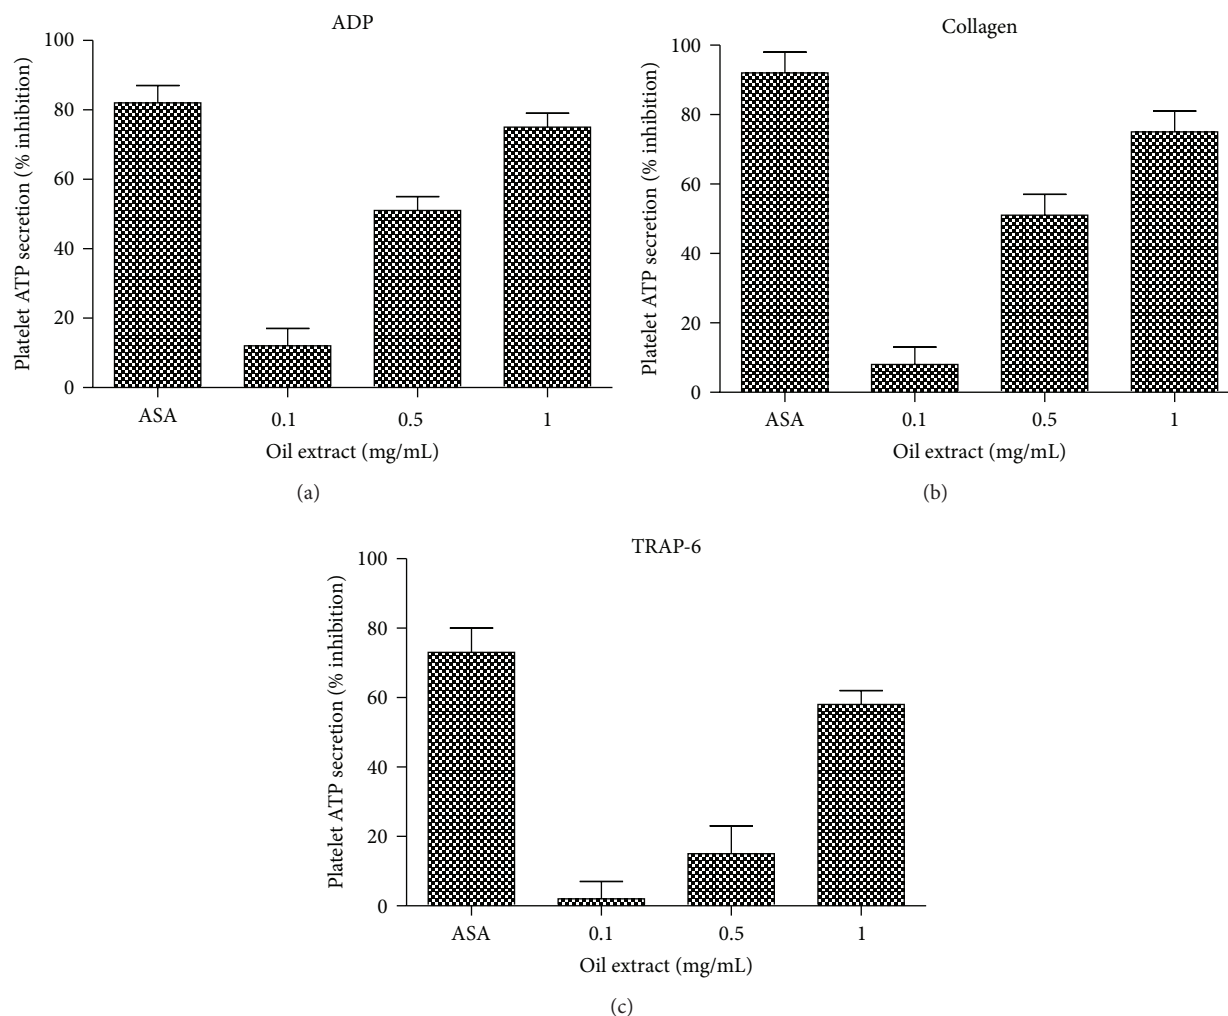 ADP
Platelet ATP secretion (% inhibition)
100
80
60
40
20
0
ASA 0.1 0.5 1
Oil extract (mg/mL)
(a)
Collagen
Platelet ATP secretion (% inhibition)
100
80
60
40
20
0
ASA 0.1 0.5 1
Oil extract (mg/mL)
(b)
TRAP-6
Platelet ATP secretion (% inhibition)
100
80
60
40
20
0
ASA 0.1 0.5 1
Oil extract (mg/mL)
(c)